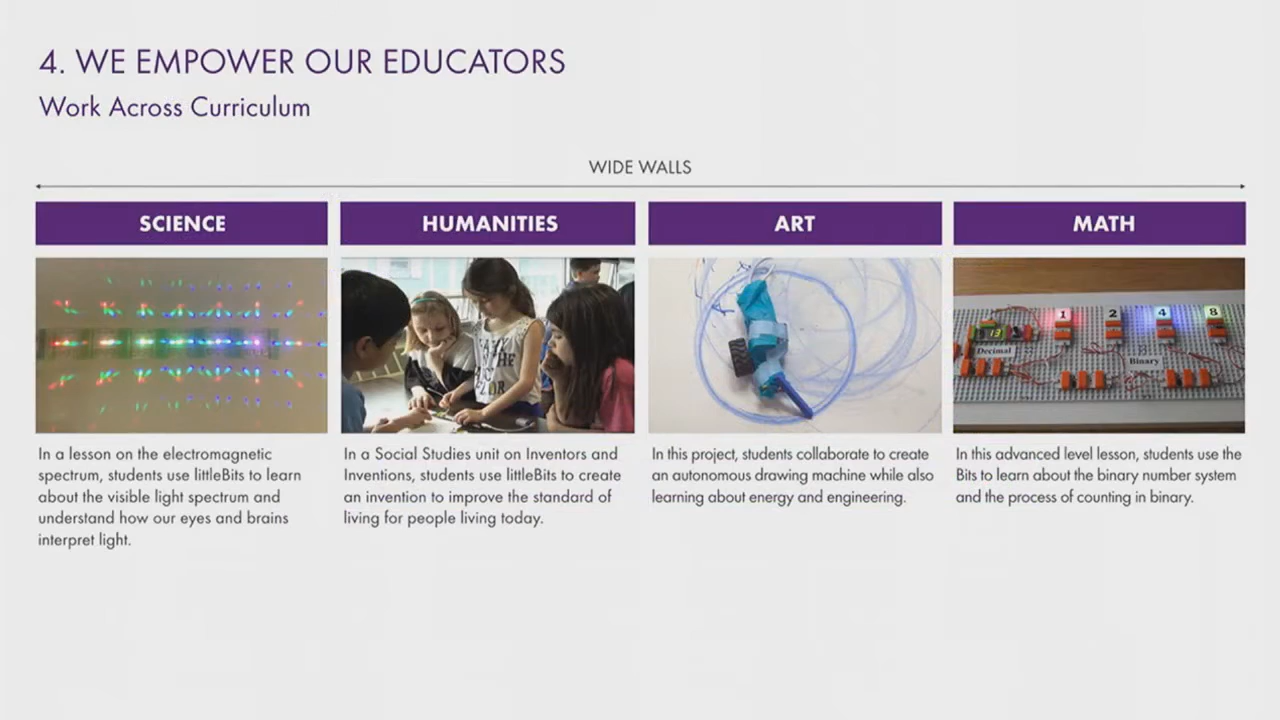 4. WE EMPOWER OUR EDUCATORS
Work Across Curriculum
WIDE WALLS
SCIENCE
HUMANITIES
ART
MATH
1
2
4
8
13
Decimal
Binary
In a lesson on the electromagnetic
spectrum, students use littleBits to learn
about the visible light spectrum and
understand how our eyes and brains
interpret light.
In a Social Studies unit on Inventors and
Inventions, students use littleBits to create
an invention to improve the standard of
living for people living today.
In this project, students collaborate to create
an autonomous drawing machine while also
learning about energy and engineering.
In this advanced level lesson, students use the
Bits to learn about the binary number system
and the process of counting in binary.